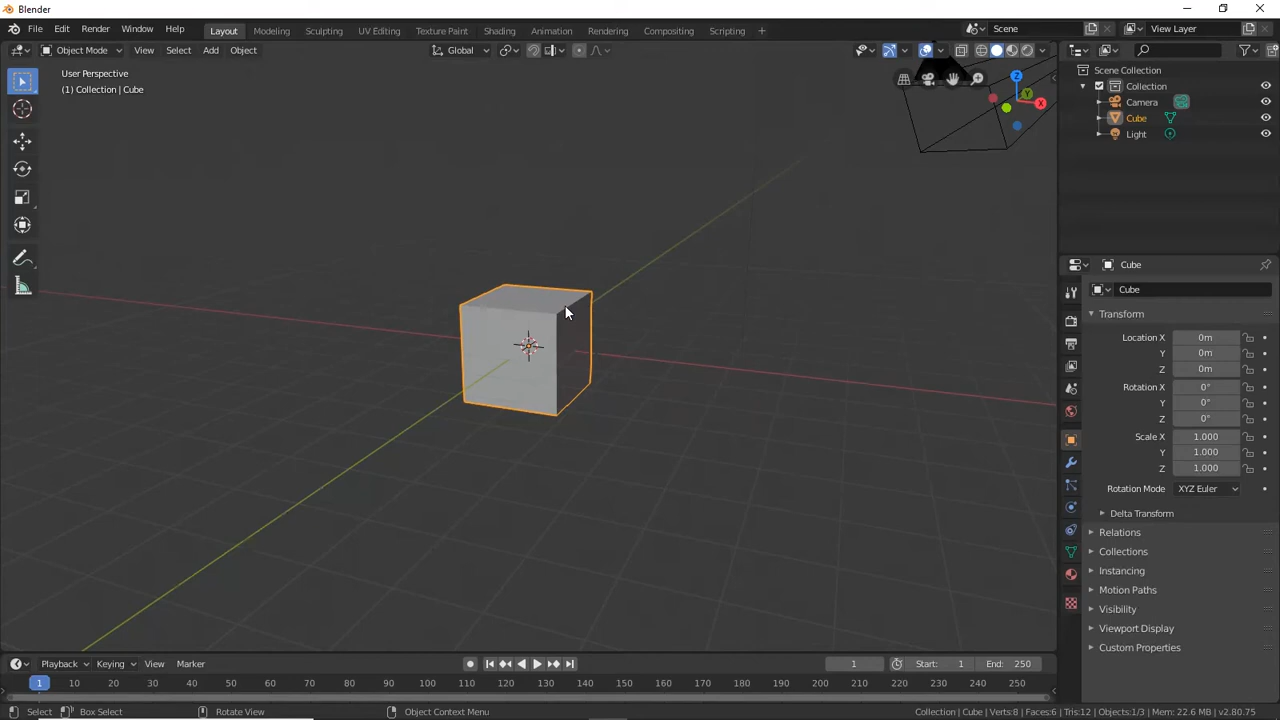 Blender
File Edit Render Window Help Layout Modeling Sculpting UV Editing Texture Paint Shading Animation Rendering Compositing Scripting + Scene View Layer
Object Mode View Select Add Object Global
User Perspective
(1) Collection | Cube
Z
Y
X
Scene Collection
Collection
Camera
Cube
Light
Cube
Cube
Transform
Location X 0m
Y 0m
Z 0m
Rotation X 0°
Y 0°
Z 0°
Scale X 1.000
Y 1.000
Z 1.000
Rotation Mode XYZ Euler
Delta Transform
Relations
Collections
Instancing
Motion Paths
Visibility
Viewport Display
Custom Properties
Playback Keying View Marker 1 Start: 1 End: 250
1 10 20 30 40 50 60 70 80 90 100 110 120 130 140 150 160 170 180 190 200 210 220 230 240 250
Select Box Select Rotate View Object Context Menu Collection | Cube | Verts:8 | Faces:6 | Tris:12 | Objects:1/3 | Mem: 22.6 MB | v2.80.75